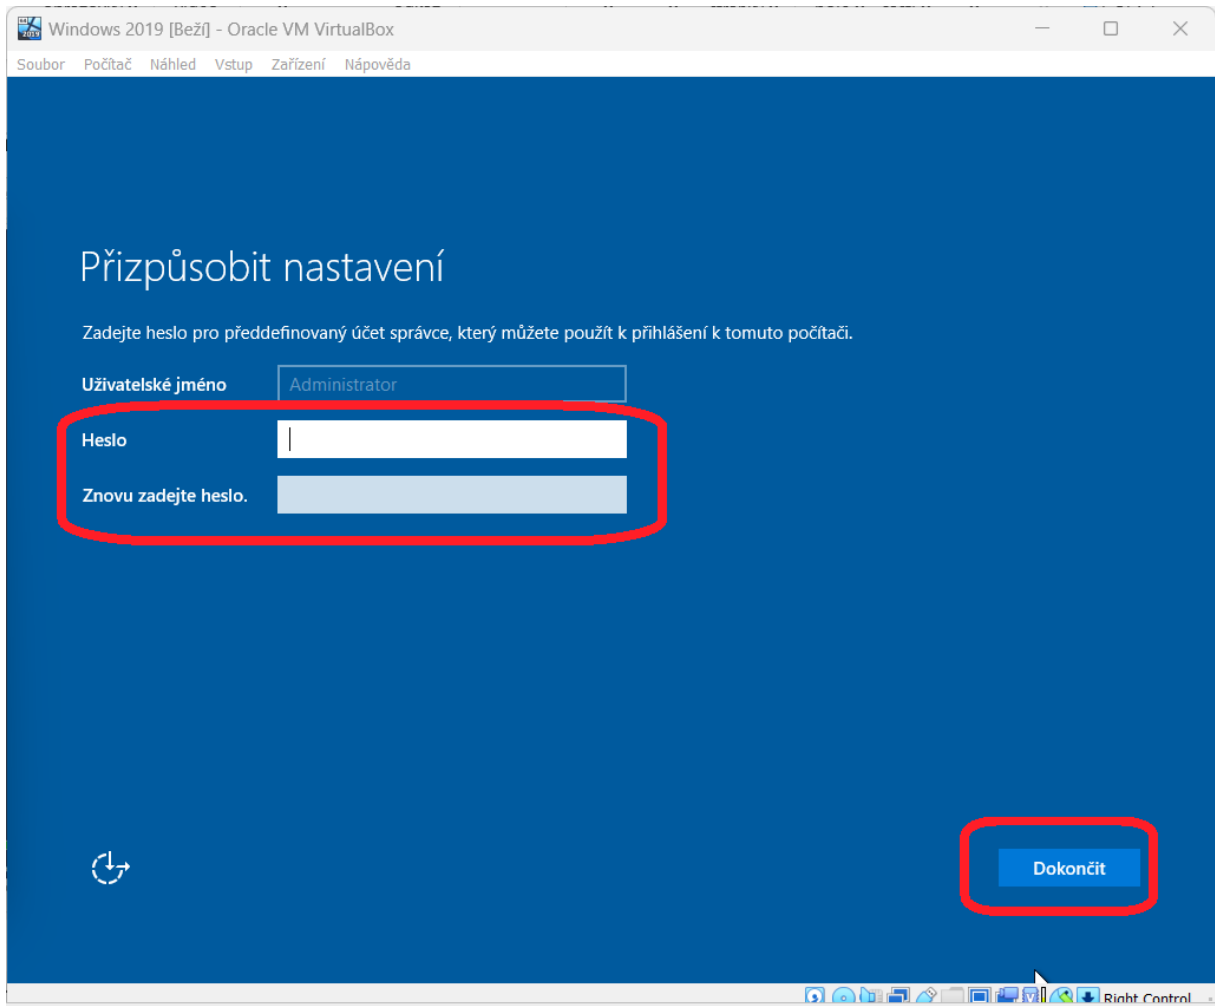 Windows 2019 [Beží] - Oracle VM VirtualBox
Soubor Počítač Náhled Vstup Zařízení Nápověda
Přizpůsobit nastavení
Zadejte heslo pro předdefinovaný účet správce, který můžete použít k přihlášení k tomuto počítači.
Uživatelské jméno Administrator
Heslo
Znovu zadejte heslo.
Dokončit
Right Control